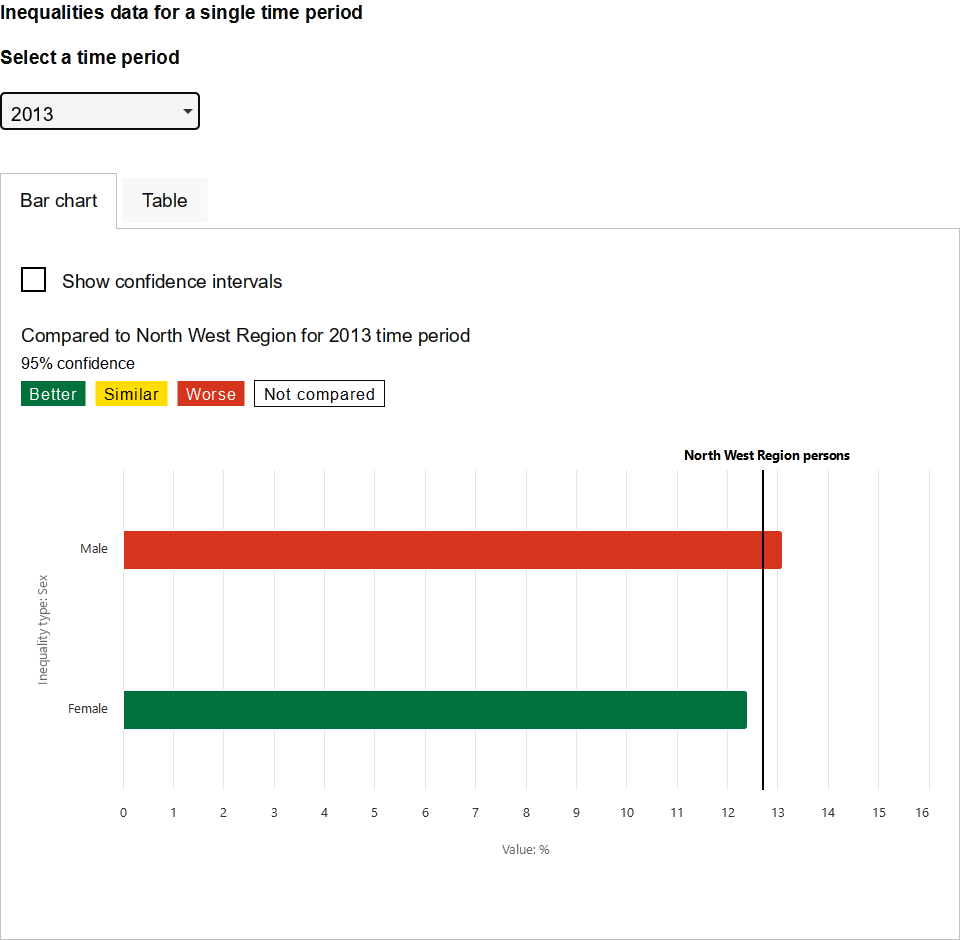 Inequalities data for a single time period
Select a time period
2013
Bar chart
Table
Show confidence intervals
Compared to North West Region for 2013 time period
95% confidence
Better
Similar
Worse
Not compared
North West Region persons
Male
Inequality type: Sex
Female
0 1 2 3 4 5 6 7 8 9 10 11 12 13 14 15 16
Value: %